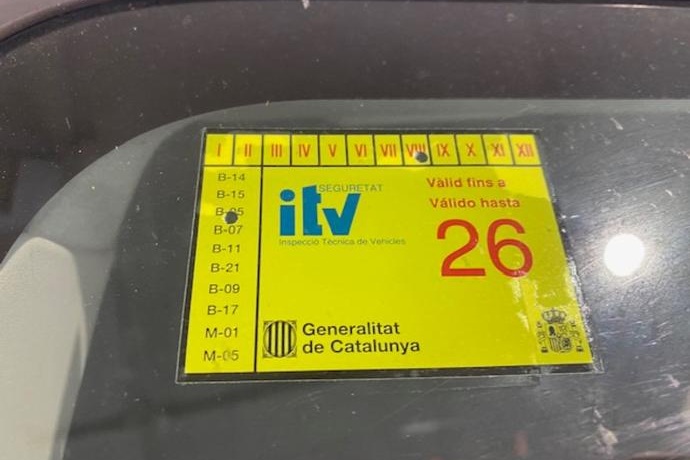 I II III IV V VI VII VIII IX X XI XII
B-14
B-15
B-05
B-07
B-11
B-21
B-09
B-17
M-01
M-05
SEGURETAT
itv
Inspecció Tècnica de Vehicles
Vàlid fins a
Válido hasta
26
Generalitat
de Catalunya